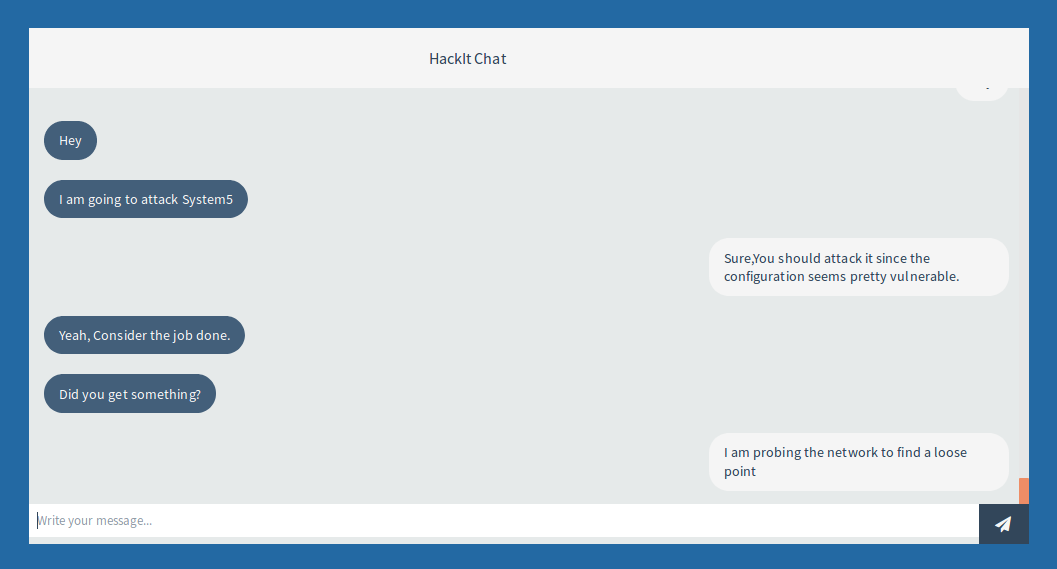 HackIt Chat
Hey
I am going to attack System5
Sure,You should attack it since the
configuration seems pretty vulnerable.
Yeah, Consider the job done.
Did you get something?
I am probing the network to find a loose
point
Write your message...